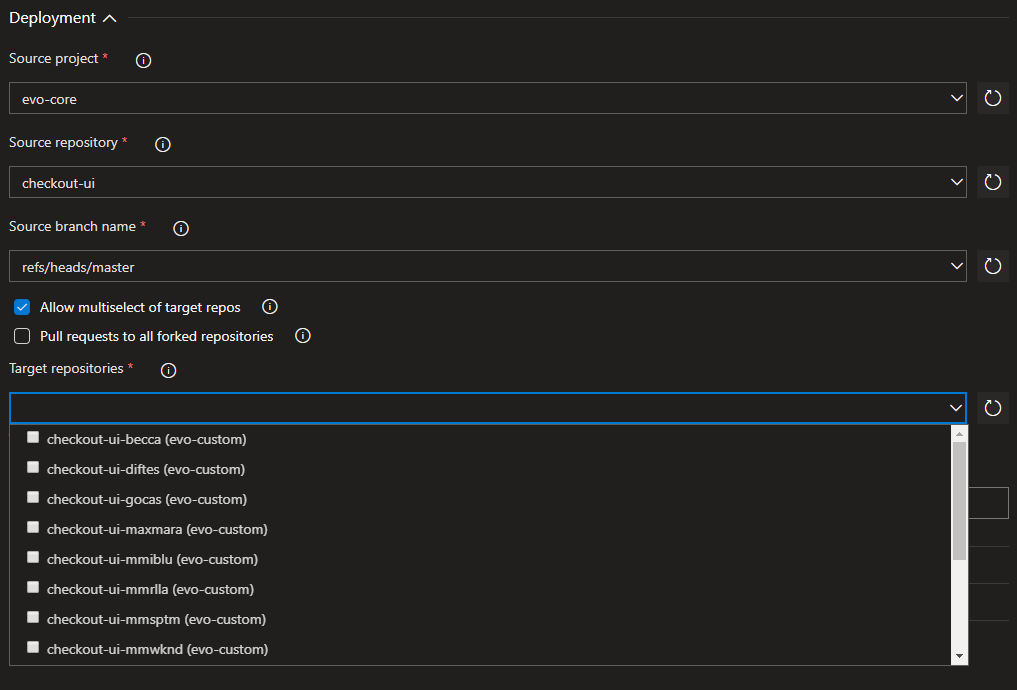 Deployment
Source project *
evo-core
Source repository *
checkout-ui
Source branch name *
refs/heads/master
Allow multiselect of target repos
Pull requests to all forked repositories
Target repositories *
checkout-ui-becca (evo-custom)
checkout-ui-diftes (evo-custom)
checkout-ui-gocas (evo-custom)
checkout-ui-maxmara (evo-custom)
checkout-ui-mmiblu (evo-custom)
checkout-ui-mmrlla (evo-custom)
checkout-ui-mmsptm (evo-custom)
checkout-ui-mmwknd (evo-custom)